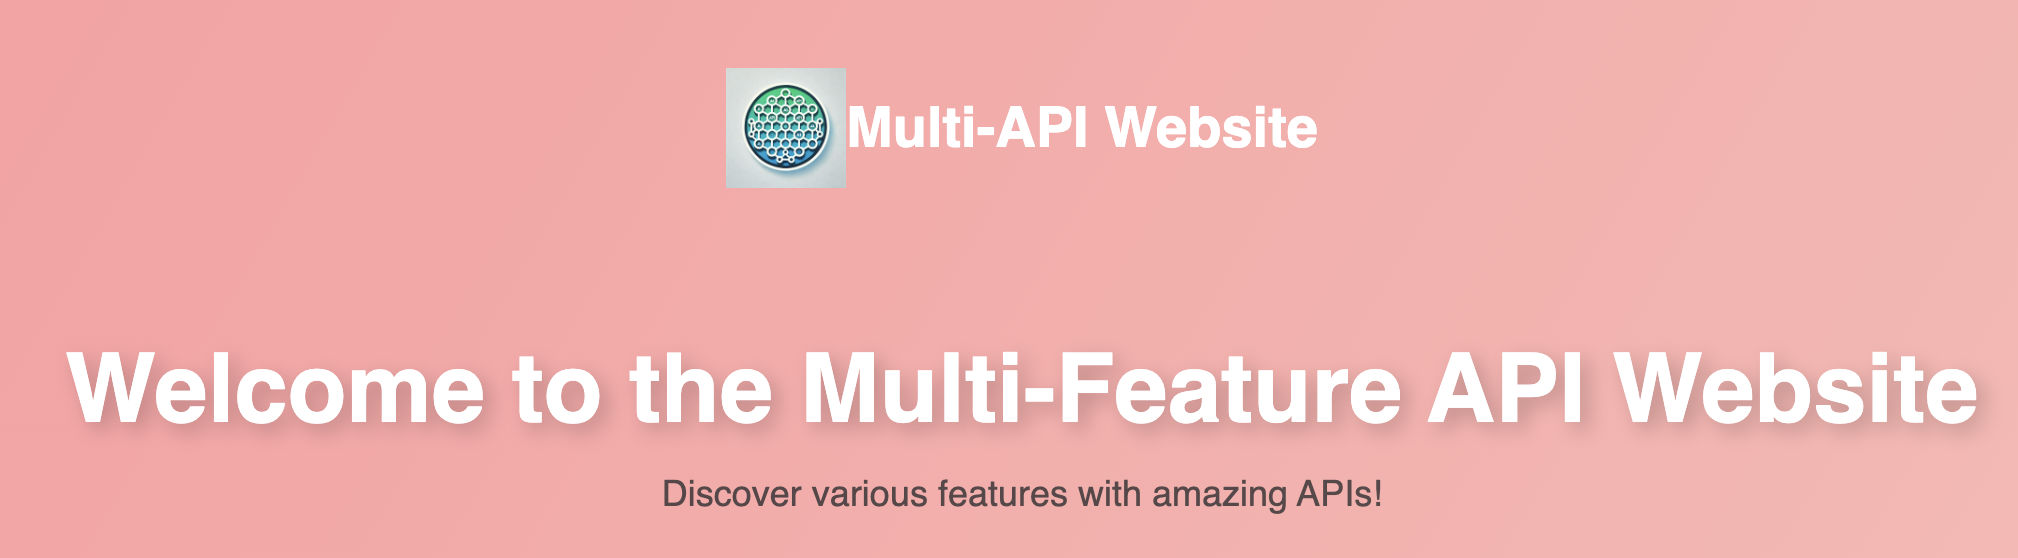 Multi-API Website
Welcome to the Multi-Feature API Website
Discover various features with amazing APIs!